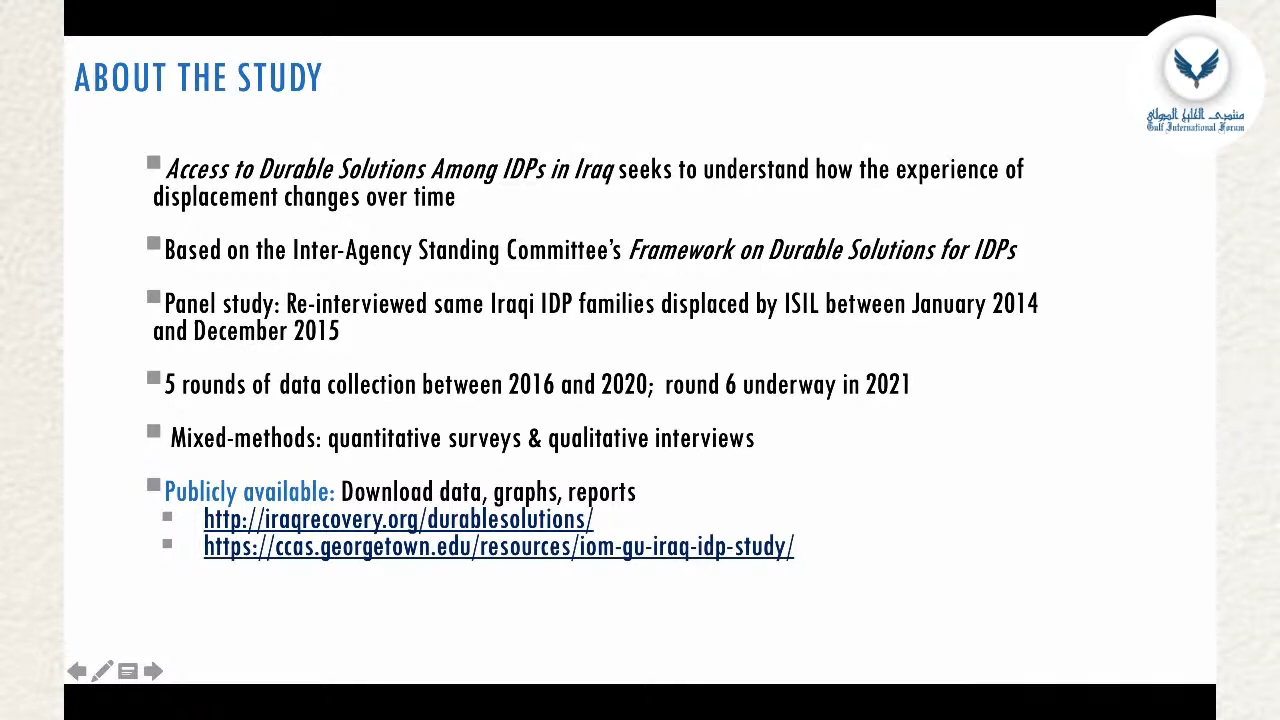 ABOUT THE STUDY
منتدى الخليج الدولي
Gulf International Forum
Access to Durable Solutions Among IDPs in Iraq seeks to understand how the experience of
displacement changes over time
Based on the Inter-Agency Standing Committee’s Framework on Durable Solutions for IDPs
Panel study: Re-interviewed same Iraqi IDP families displaced by ISIL between January 2014
and December 2015
5 rounds of data collection between 2016 and 2020; round 6 underway in 2021
Mixed-methods: quantitative surveys & qualitative interviews
Publicly available: Download data, graphs, reports
http://iraqrecovery.org/durablesolutions/
https://ccas.georgetown.edu/resources/iom-gu-iraq-idp-study/